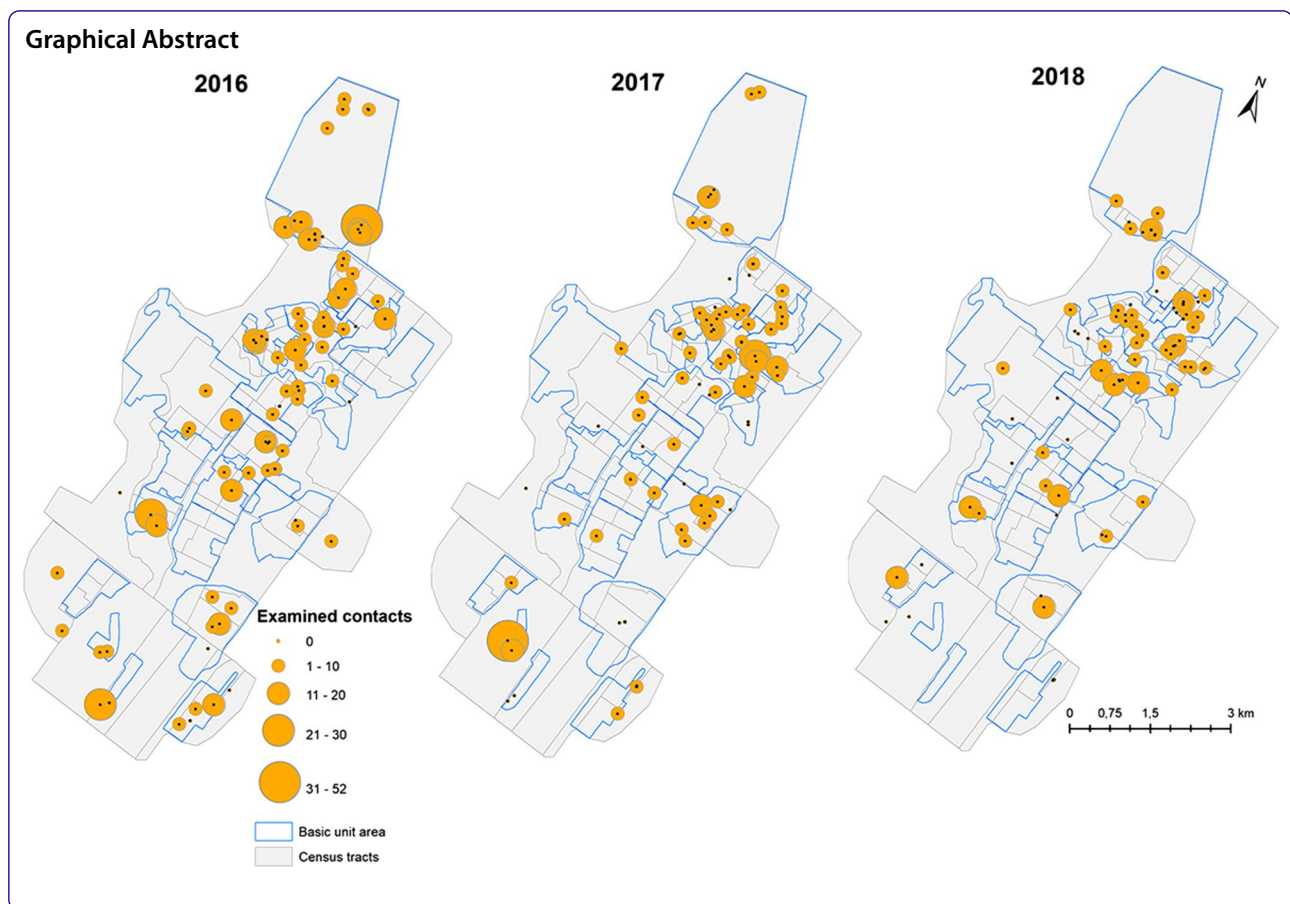 Graphical Abstract
2016
2017
2018
N
Examined contacts
0
1 - 10
11 - 20
21 - 30
31 - 52
Basic unit area
Census tracts
0 0,75 1,5 3 km